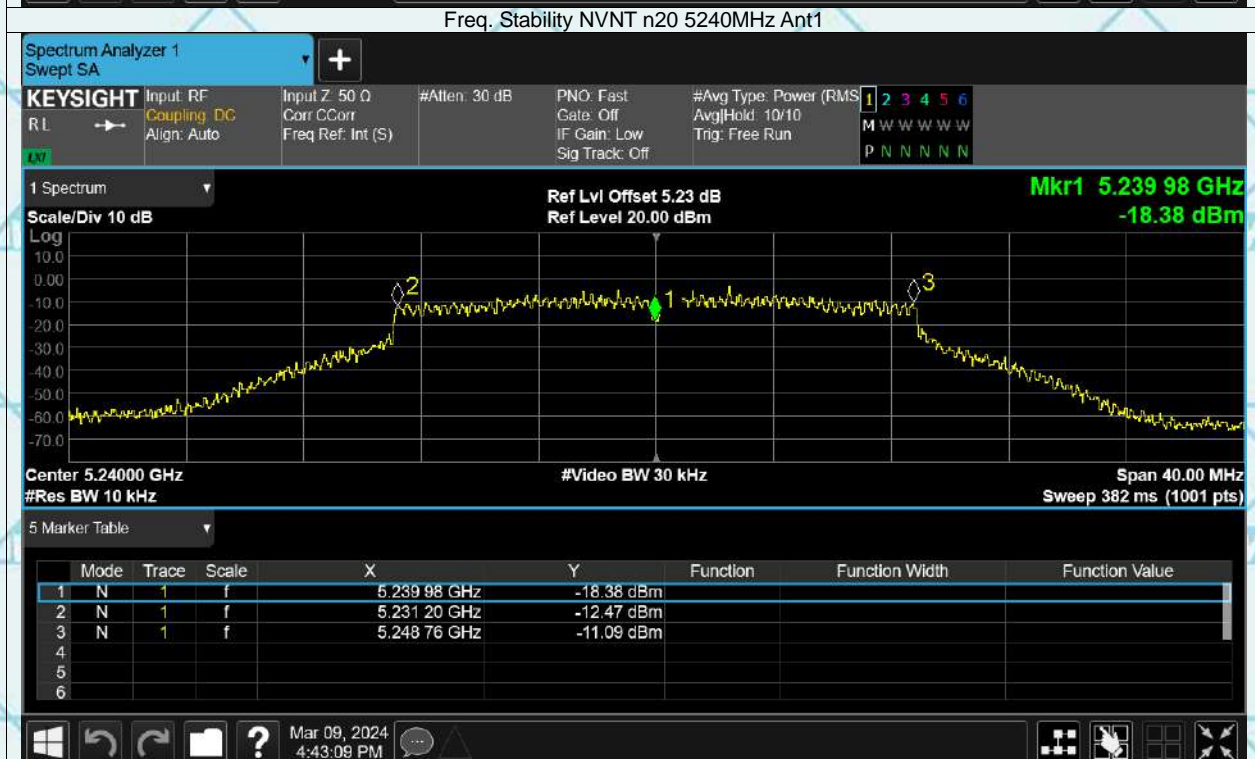 Freq. Stability NVNT n20 5240MHz Ant1
Spectrum Analyzer 1
Swept SA
+
KEYSIGHT
RL
LXI
Input: RF
Coupling: DC
Align: Auto
Input Z: 50 Ω
Corr CCorr
Freq Ref: Int (S)
#Atten: 30 dB
PNO: Fast
Gate: Off
IF Gain: Low
Sig Track: Off
#Avg Type: Power (RMS
Avg|Hold: 10/10
Trig: Free Run
1 2 3 4 5 6
M W W W W W
P N N N N N
1 Spectrum
Scale/Div 10 dB
Ref Lvl Offset 5.23 dB
Ref Level 20.00 dBm
Mkr1 5.239 98 GHz
-18.38 dBm
Log
10.0
0.00
-10.0
-20.0
-30.0
-40.0
-50.0
-60.0
-70.0
2
1
3
Center 5.24000 GHz
#Video BW 30 kHz
Span 40.00 MHz
#Res BW 10 kHz
Sweep 382 ms (1001 pts)
5 Marker Table
Mode Trace Scale X Y Function Function Width Function Value
1 N 1 f 5.239 98 GHz -18.38 dBm
2 N 1 f 5.231 20 GHz -12.47 dBm
3 N 1 f 5.248 76 GHz -11.09 dBm
4
5
6
?
Mar 09, 2024
4:43:09 PM